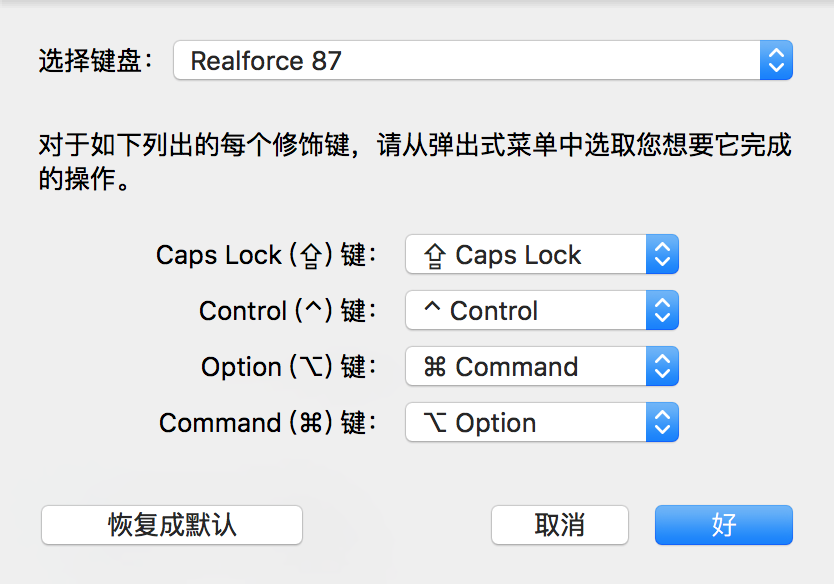 选择键盘： Realforce 87
对于如下列出的每个修饰键，请从弹出式菜单中选取您想要它完成
的操作。
Caps Lock (⇪) 键： ⇪ Caps Lock
Control (^) 键： ^ Control
Option (⌥) 键： ⌘ Command
Command (⌘) 键： ⌥ Option
恢复成默认 取消 好